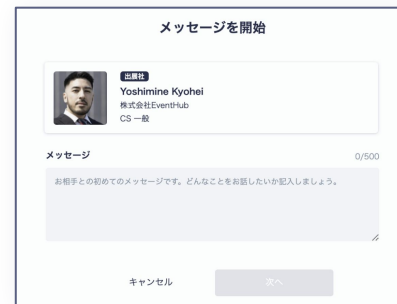 メッセージを開始
出展社
Yoshimine Kyohei
株式会社EventHub
CS 一般
メッセージ
0/500
お相手との初めてのメッセージです。どんなことをお話したいか記入しましょう。
キャンセル
次へ